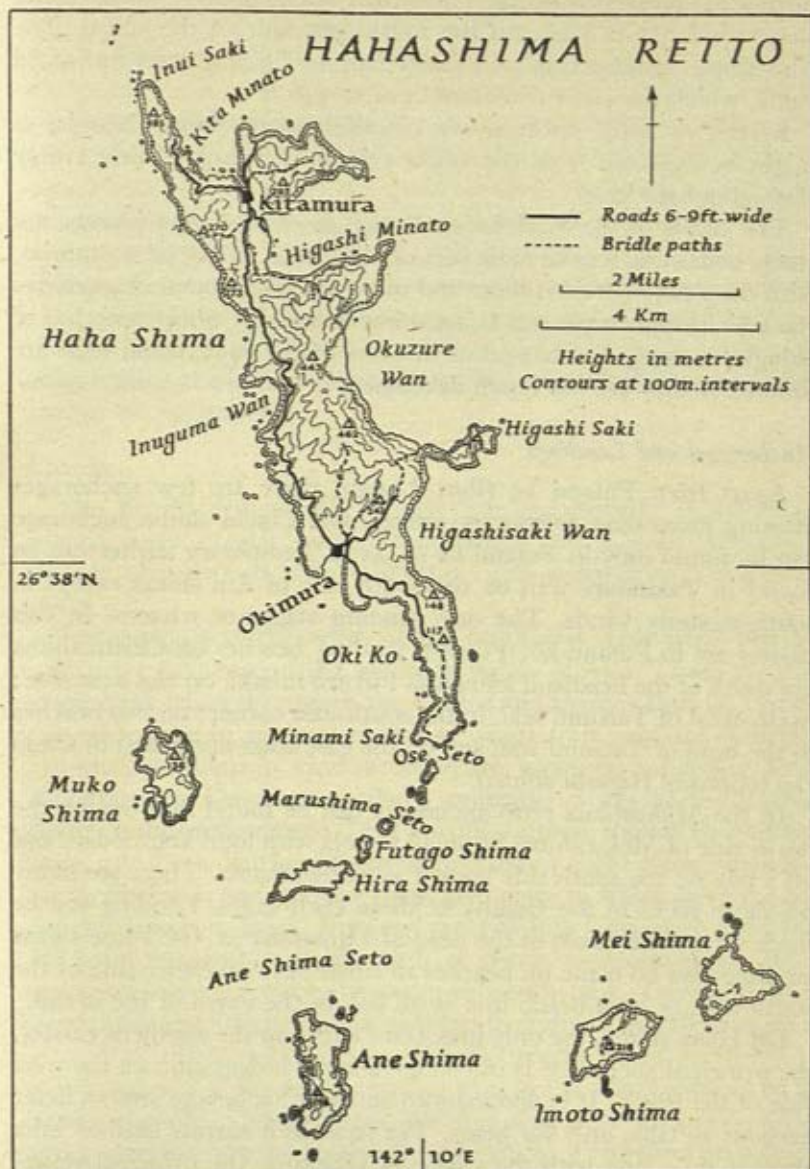 HAHASHIMA RETTO
Inui Saki
Kita Minato
Kitamura
Higashi Minato
Roads 6-9ft. wide
Bridle paths
2 Miles
4 Km
Heights in metres
Contours at 100m. intervals
Haha Shima
Okuzure
Wan
Inuguma Wan
Higashi Saki
Higashisaki Wan
26°38'N
Okimura
148
117
Oki Ko
Minami Saki
Ose Seto
Muko
Shima
Marushima Seto
Futago Shima
Hira Shima
Mei Shima
Ane Shima Seto
Ane Shima
216
Imoto Shima
142° 10'E